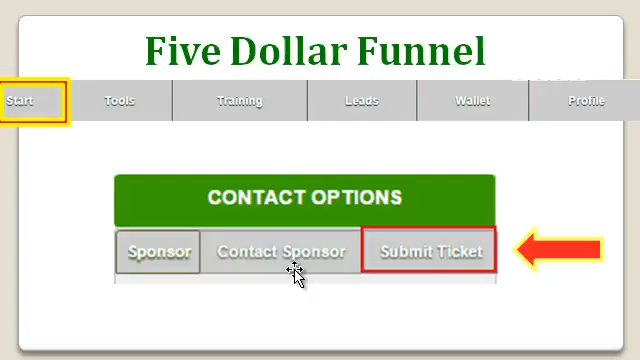 Five Dollar Funnel
Start Tools Training Leads Wallet Profile
CONTACT OPTIONS
Sponsor Contact Sponsor Submit Ticket